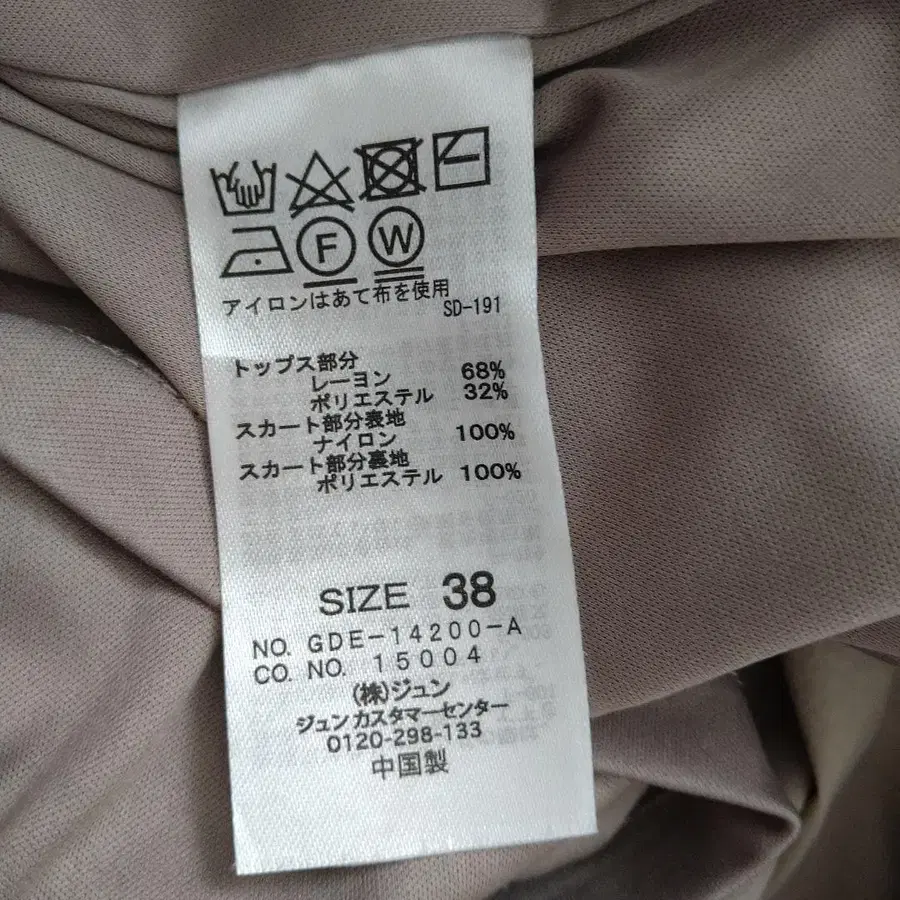 F W
アイロンはあて布を使用
SD-191
トップス部分
レーヨン 68%
ポリエステル 32%
スカート部分表地
ナイロン 100%
スカート部分裏地
ポリエステル 100%
SIZE 38
NO. GDE-14200-A
CO. NO. 15004
(株)ジュン
ジュンカスタマーセンター
0120-298-133
中国製